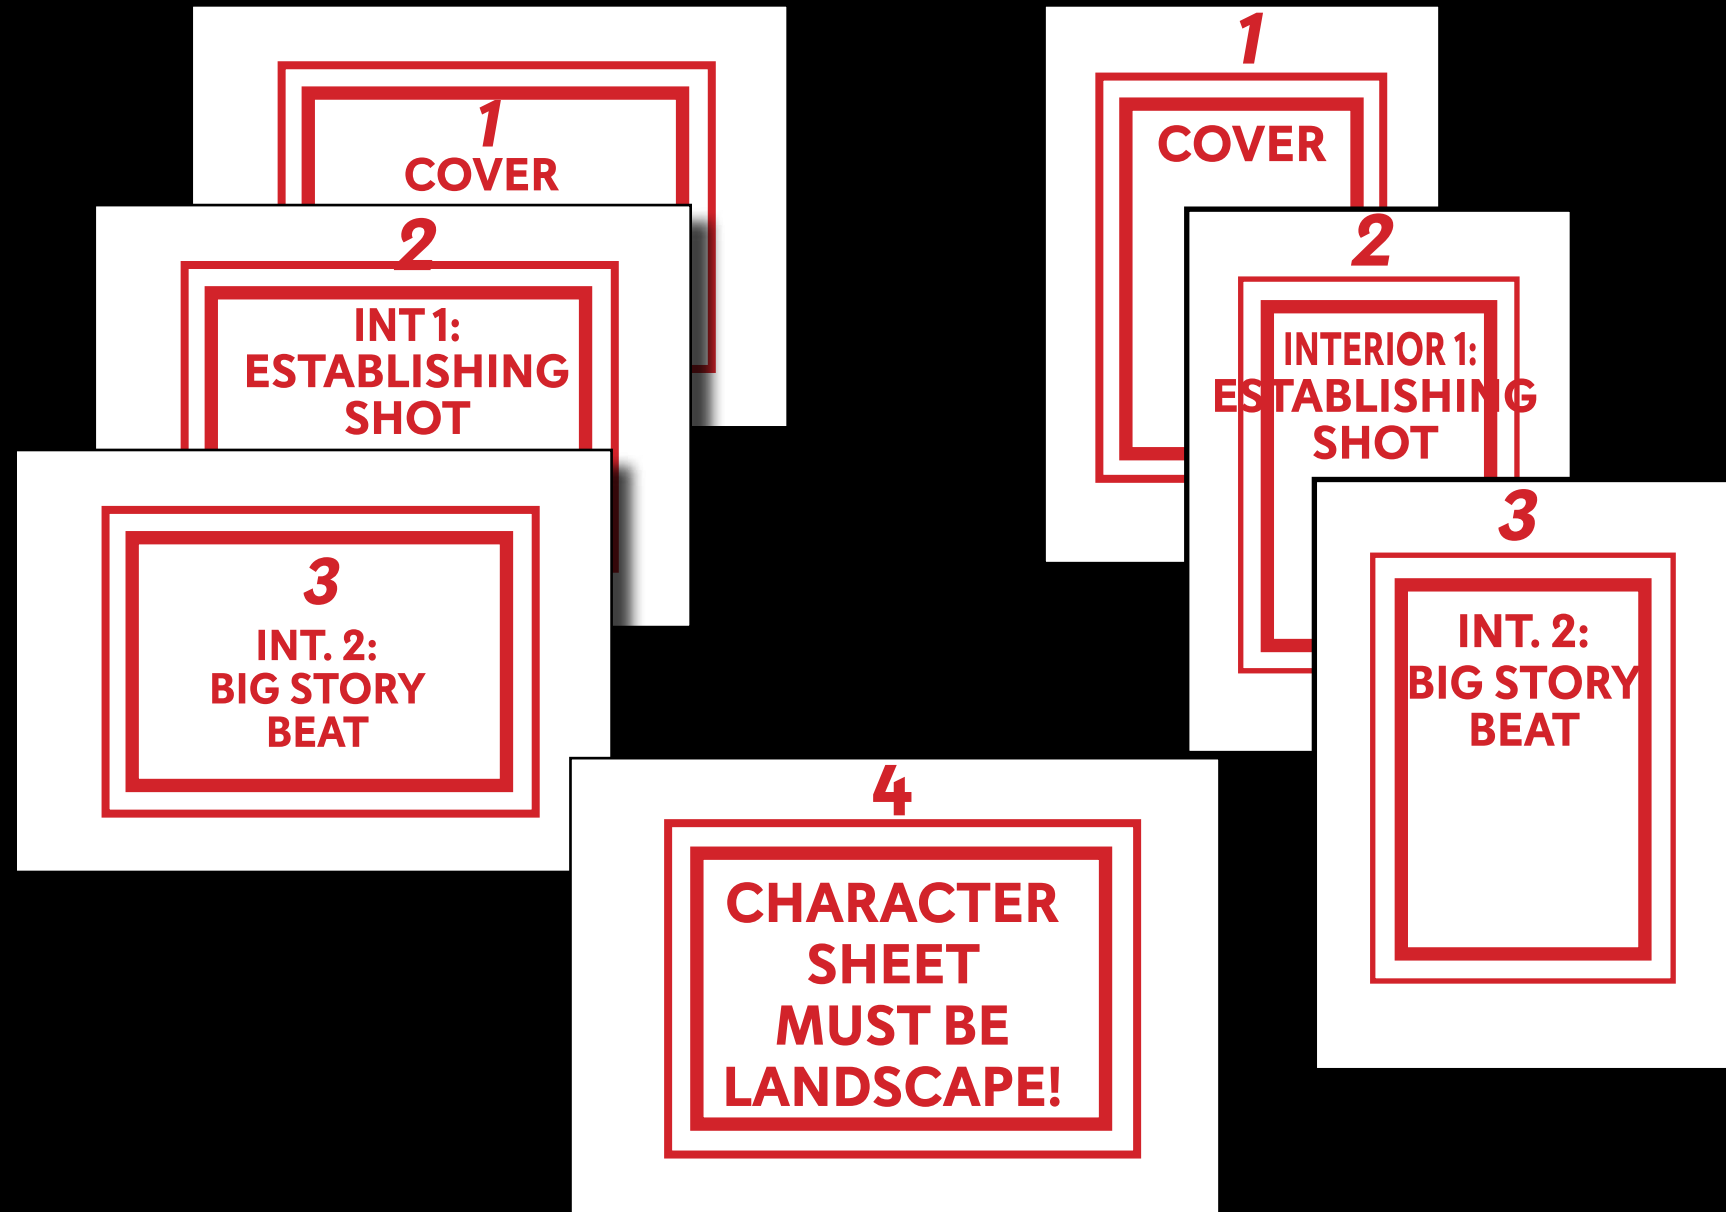 1
COVER
2
INT 1:
ESTABLISHING
SHOT
3
INT. 2:
BIG STORY
BEAT
1
COVER
2
INTERIOR 1:
ESTABLISHING
SHOT
3
INT. 2:
BIG STORY
BEAT
4
CHARACTER
SHEET
MUST BE
LANDSCAPE!